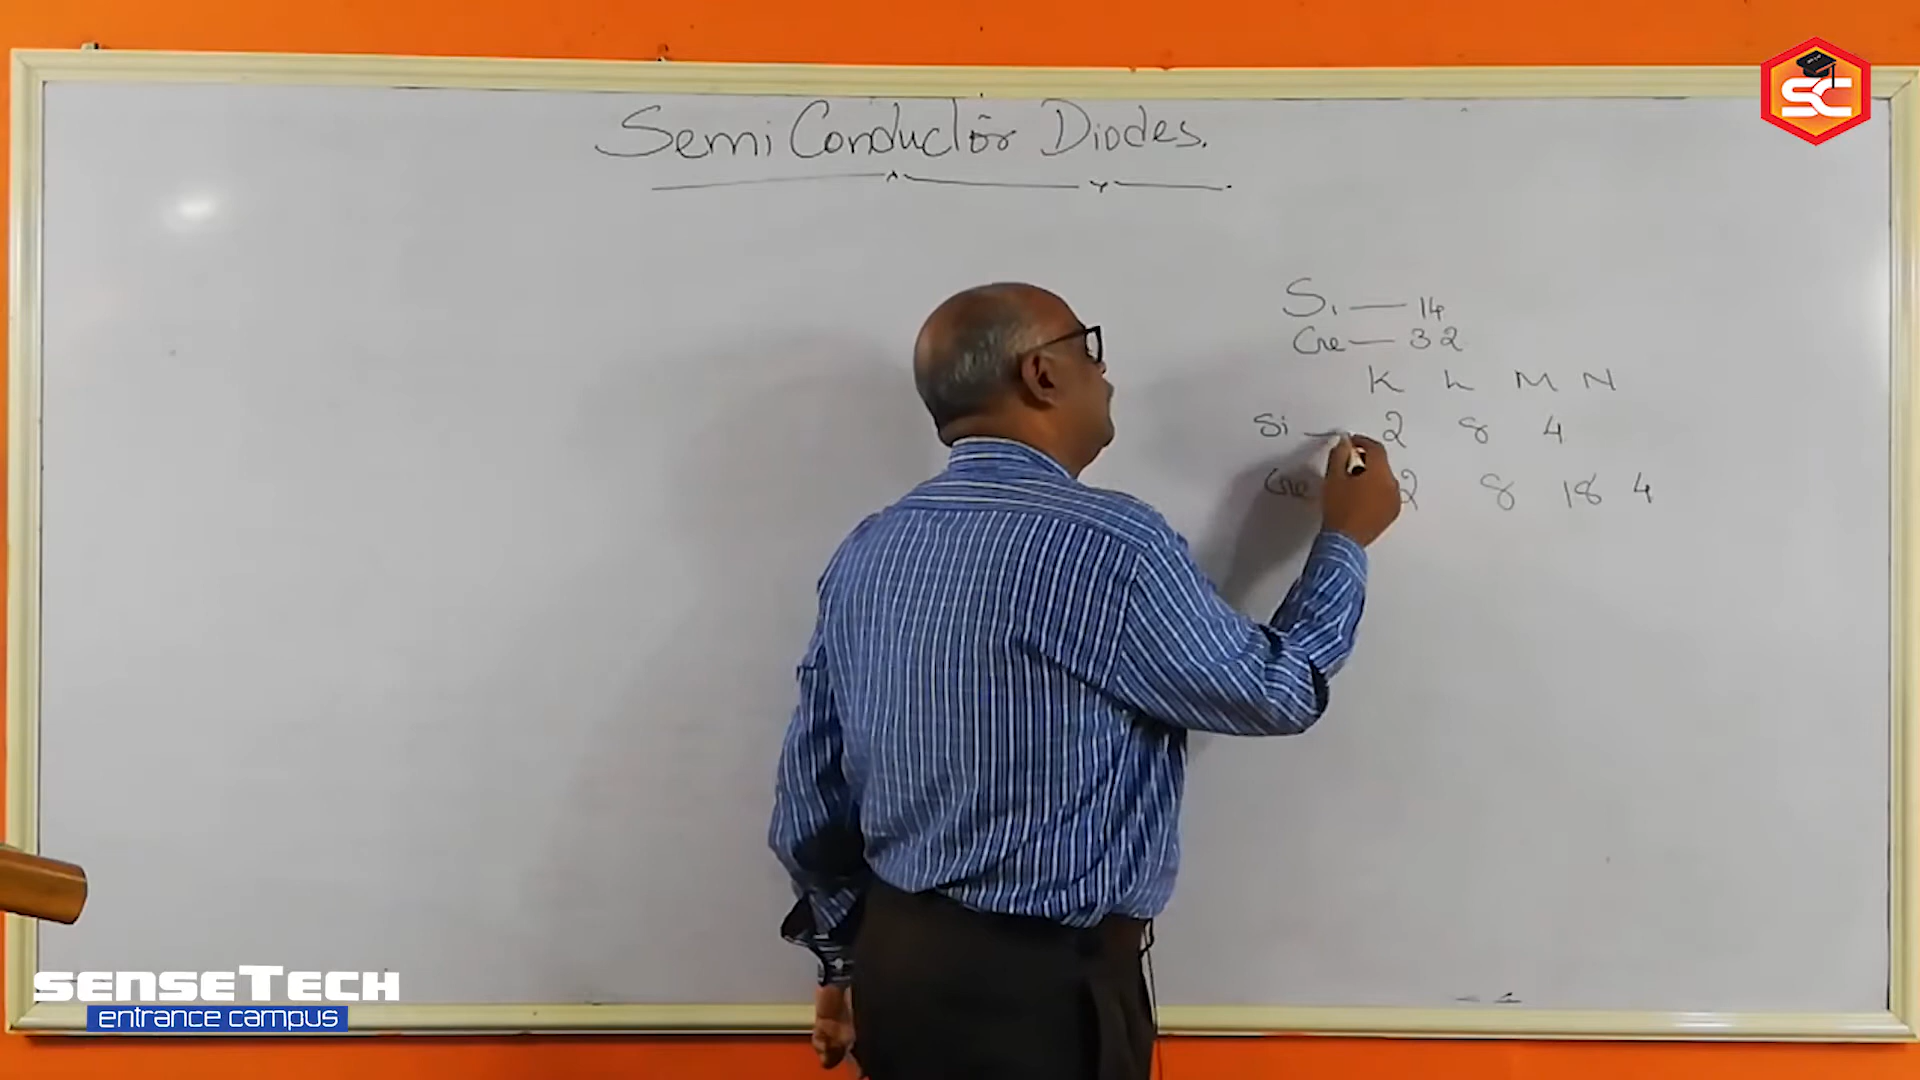 Semi Conductor Diodes.
SC
Si — 14
Ge — 32
K L M N
Si — 2 8 4
Ge 2 8 18 4
SENSETECH
entrance campus